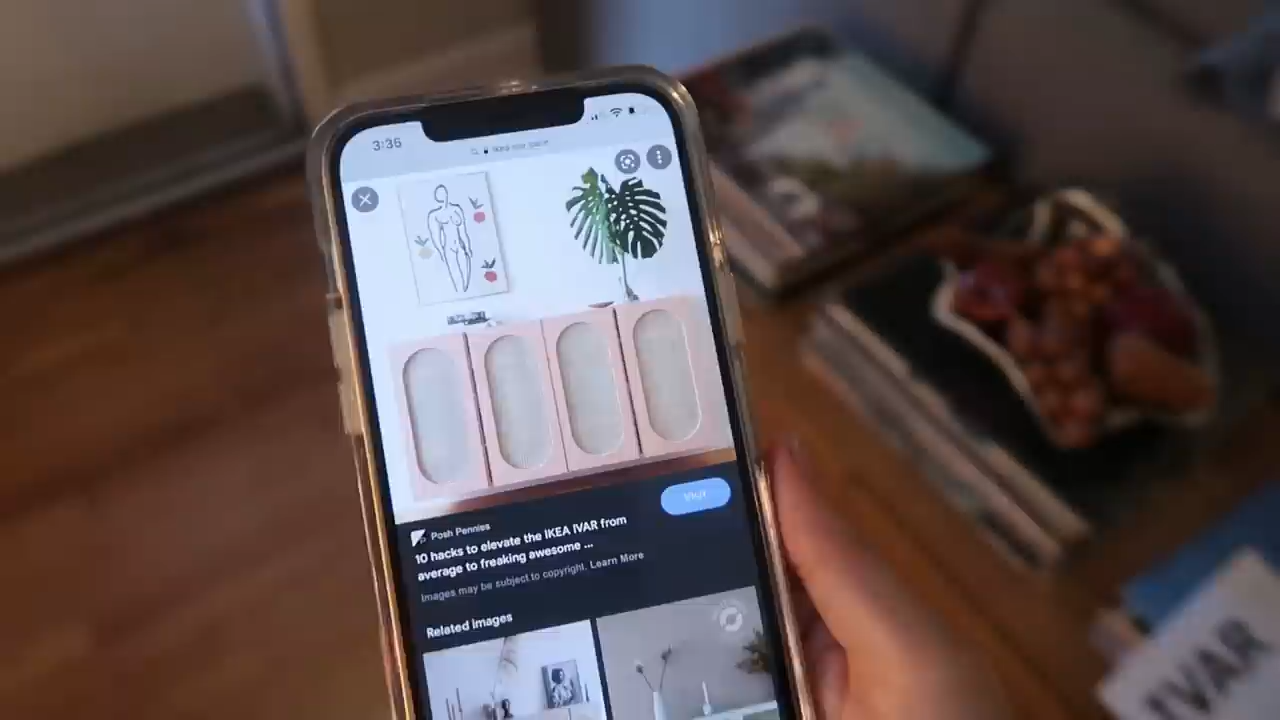 3:36
Visit
Posh Pennies
10 hacks to elevate the IKEA IVAR from
average to freaking awesome ...
Images may be subject to copyright. Learn More
Related images
IVAR